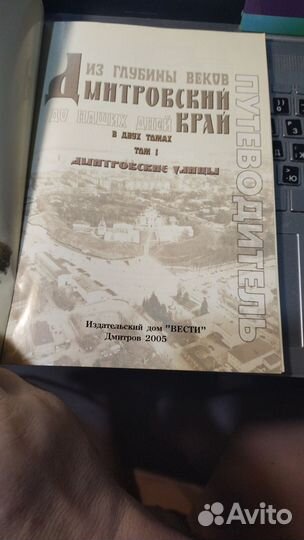 ИЗ ГЛУБИНЫ ВЕКОВ
ДМИТРОВСКИЙ
ДО НАШИХ ДНЕЙ КРАЙ
В ДВУХ ТОМАХ
ТОМ 1
ДМИТРОВСКИЕ УЛИЦЫ
ПУТЕВОДИТЕЛЬ
Издательский дом "ВЕСТИ"
Дмитров 2005
Avito